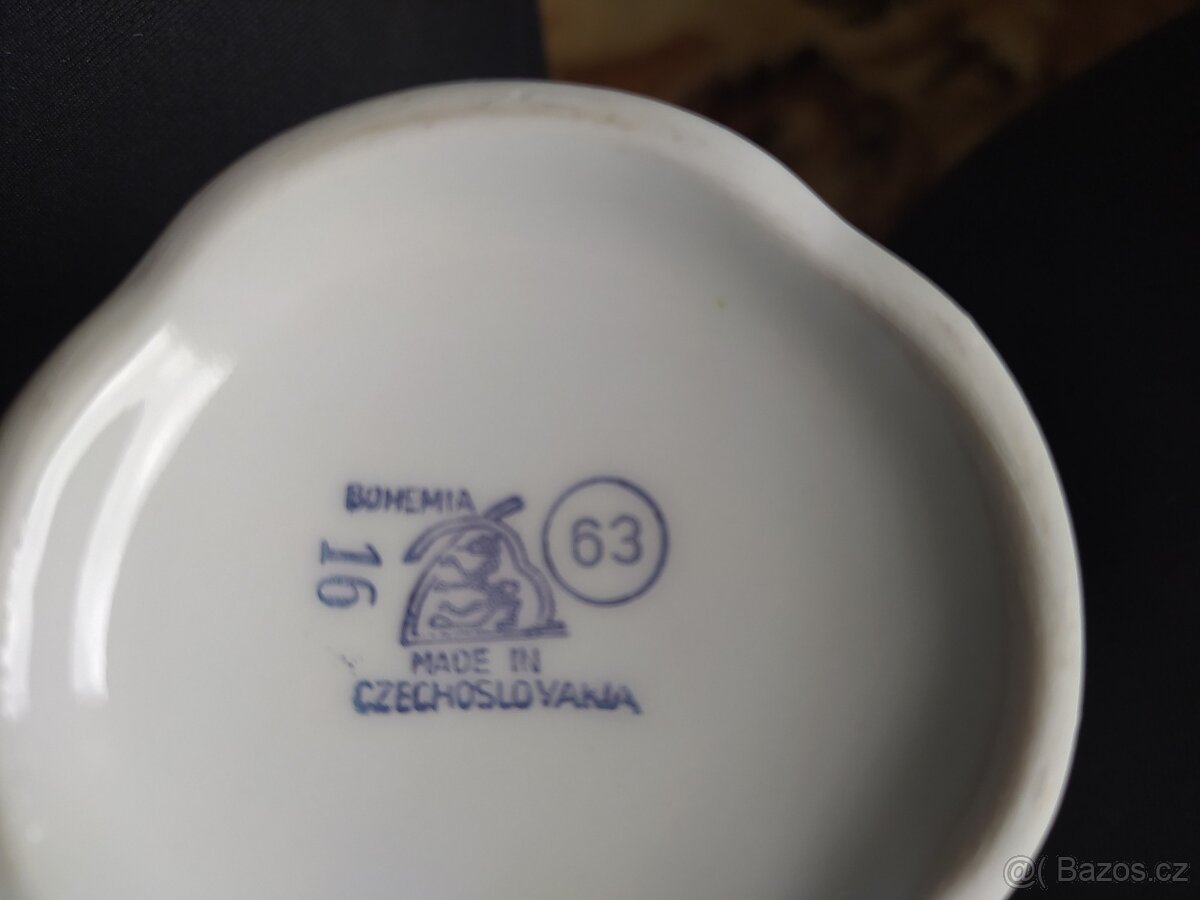 BOHEMIA
63
16
MADE IN
CZECHOSLOVAKIA
@( Bazos.cz